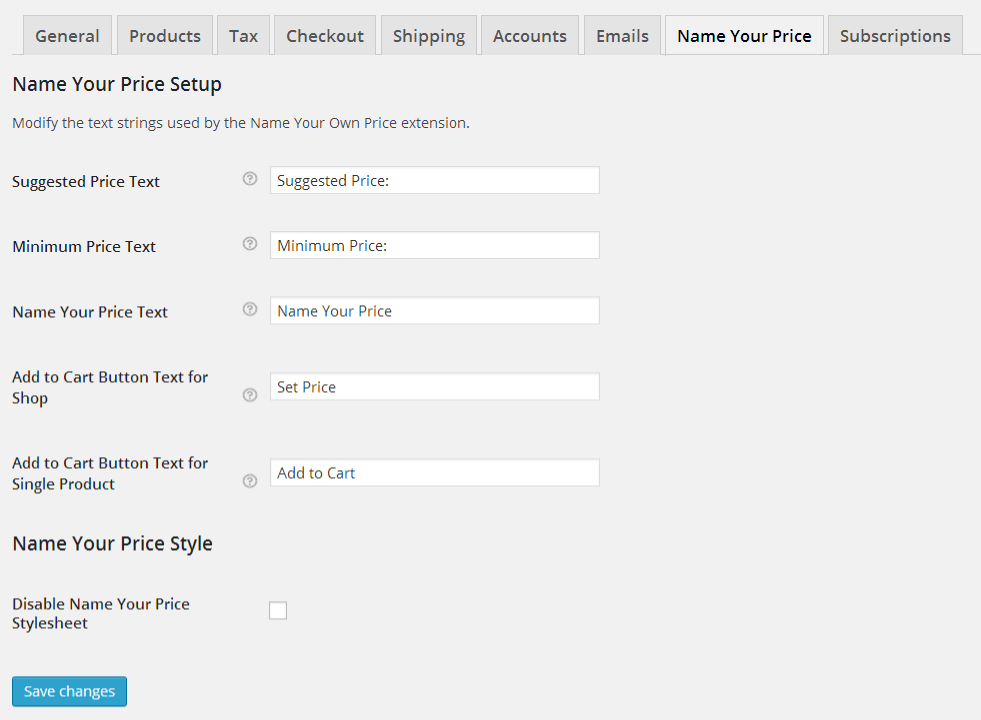 General Products Tax Checkout Shipping Accounts Emails Name Your Price Subscriptions
Name Your Price Setup
Modify the text strings used by the Name Your Own Price extension.
Suggested Price Text ? Suggested Price:
Minimum Price Text ? Minimum Price:
Name Your Price Text ? Name Your Price
Add to Cart Button Text for
Shop ? Set Price
Add to Cart Button Text for
Single Product ? Add to Cart
Name Your Price Style
Disable Name Your Price
Stylesheet
Save changes